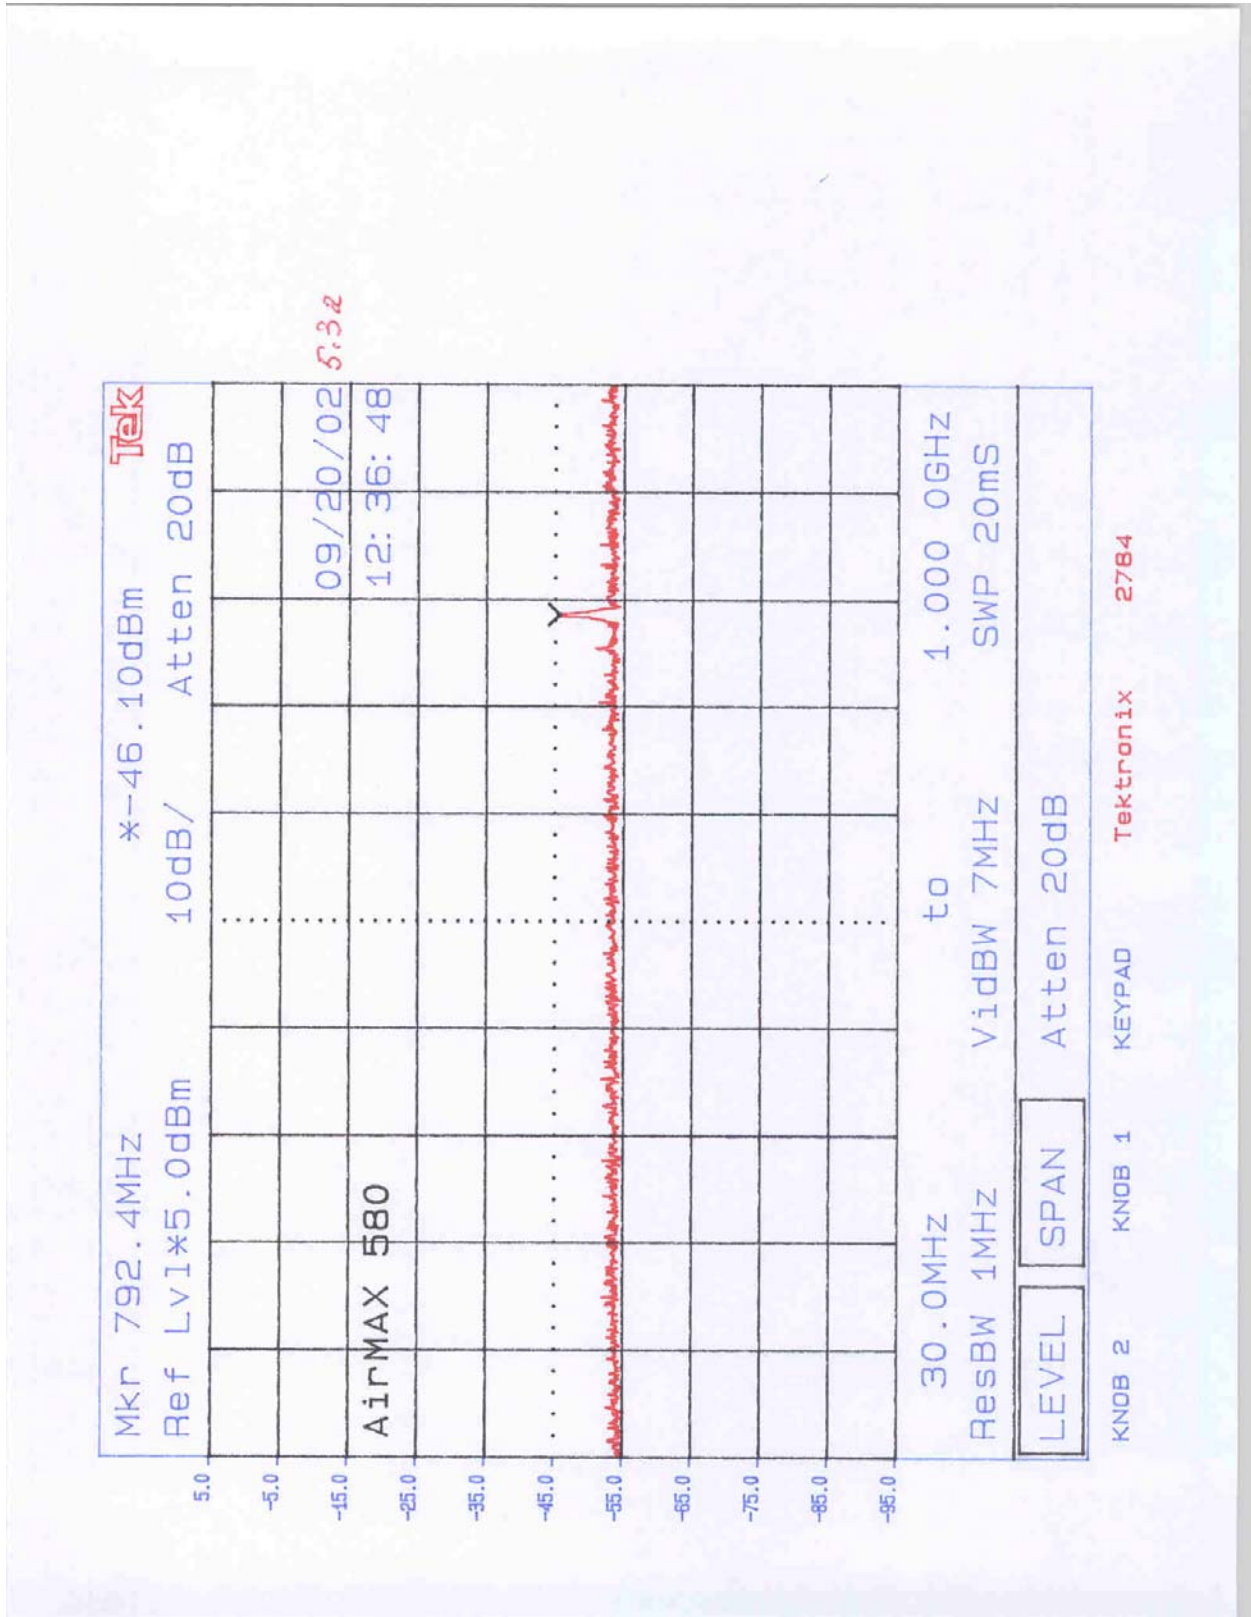 Mkr 792.4MHz *-46.10dBm Tek
Ref Lvl*5.0dBm 10dB/ Atten 20dB
5.0
-5.0
09/20/02 5.32
-15.0
AirMAX 580 12:36:48
-25.0
-35.0
-45.0
-55.0
-65.0
-75.0
-85.0
-95.0
30.0MHz to 1.000 0GHz
ResBW 1MHz VidBW 7MHz SWP 20mS
LEVEL SPAN Atten 20dB
KNOB 2 KNOB 1 KEYPAD Tektronix 2784